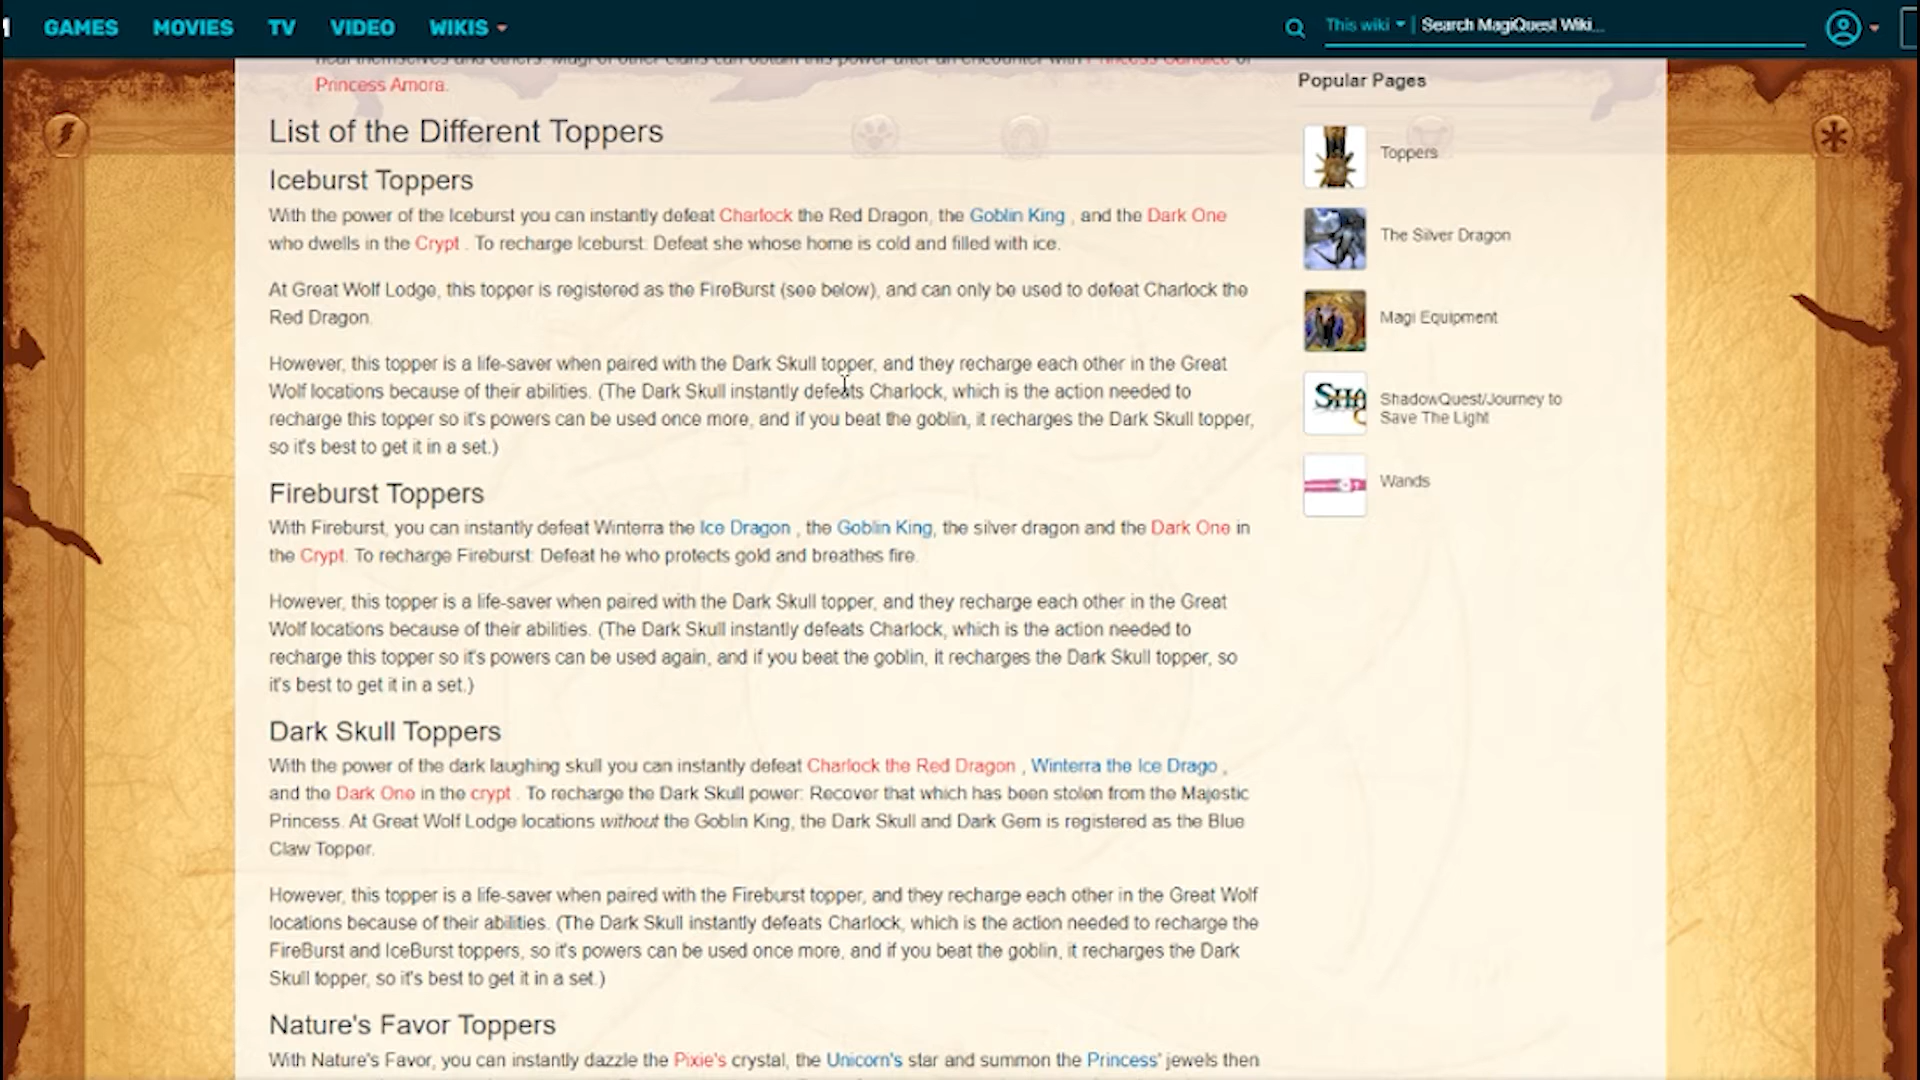 GAMES MOVIES TV VIDEO WIKIS This wiki Search MagiQuest Wiki...
heal themselves and others. Magi of other clans can obtain this power after an encounter with Princess Candice or
Princess Amora.
List of the Different Toppers
Iceburst Toppers
With the power of the Iceburst you can instantly defeat Charlock the Red Dragon, the Goblin King , and the Dark One
who dwells in the Crypt . To recharge Iceburst: Defeat she whose home is cold and filled with ice.
At Great Wolf Lodge, this topper is registered as the FireBurst (see below), and can only be used to defeat Charlock the
Red Dragon.
However, this topper is a life-saver when paired with the Dark Skull topper, and they recharge each other in the Great
Wolf locations because of their abilities. (The Dark Skull instantly defeats Charlock, which is the action needed to
recharge this topper so it's powers can be used once more, and if you beat the goblin, it recharges the Dark Skull topper,
so it's best to get it in a set.)
Fireburst Toppers
With Fireburst, you can instantly defeat Winterra the Ice Dragon , the Goblin King, the silver dragon and the Dark One in
the Crypt. To recharge Fireburst: Defeat he who protects gold and breathes fire.
However, this topper is a life-saver when paired with the Dark Skull topper, and they recharge each other in the Great
Wolf locations because of their abilities. (The Dark Skull instantly defeats Charlock, which is the action needed to
recharge this topper so it's powers can be used again, and if you beat the goblin, it recharges the Dark Skull topper, so
it's best to get it in a set.)
Dark Skull Toppers
With the power of the dark laughing skull you can instantly defeat Charlock the Red Dragon , Winterra the Ice Drago ,
and the Dark One in the crypt . To recharge the Dark Skull power: Recover that which has been stolen from the Majestic
Princess. At Great Wolf Lodge locations without the Goblin King, the Dark Skull and Dark Gem is registered as the Blue
Claw Topper.
However, this topper is a life-saver when paired with the Fireburst topper, and they recharge each other in the Great Wolf
locations because of their abilities. (The Dark Skull instantly defeats Charlock, which is the action needed to recharge the
FireBurst and IceBurst toppers, so it's powers can be used once more, and if you beat the goblin, it recharges the Dark
Skull topper, so it's best to get it in a set.)
Nature's Favor Toppers
With Nature's Favor, you can instantly dazzle the Pixie's crystal, the Unicorn's star and summon the Princess' jewels then
Popular Pages
Toppers
The Silver Dragon
Magi Equipment
SHA
ShadowQuest/Journey to
Save The Light
Wands